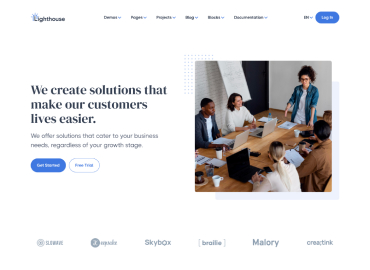 Lighthouse
Demos Pages Projects Blog Blocks Documentation EN Log In
We create solutions that
make our customers
lives easier.
We offer solutions that cater to your business
needs, regardless of your growth stage.
Get Started Free Trial
equalis Skybox braille Malory creatink